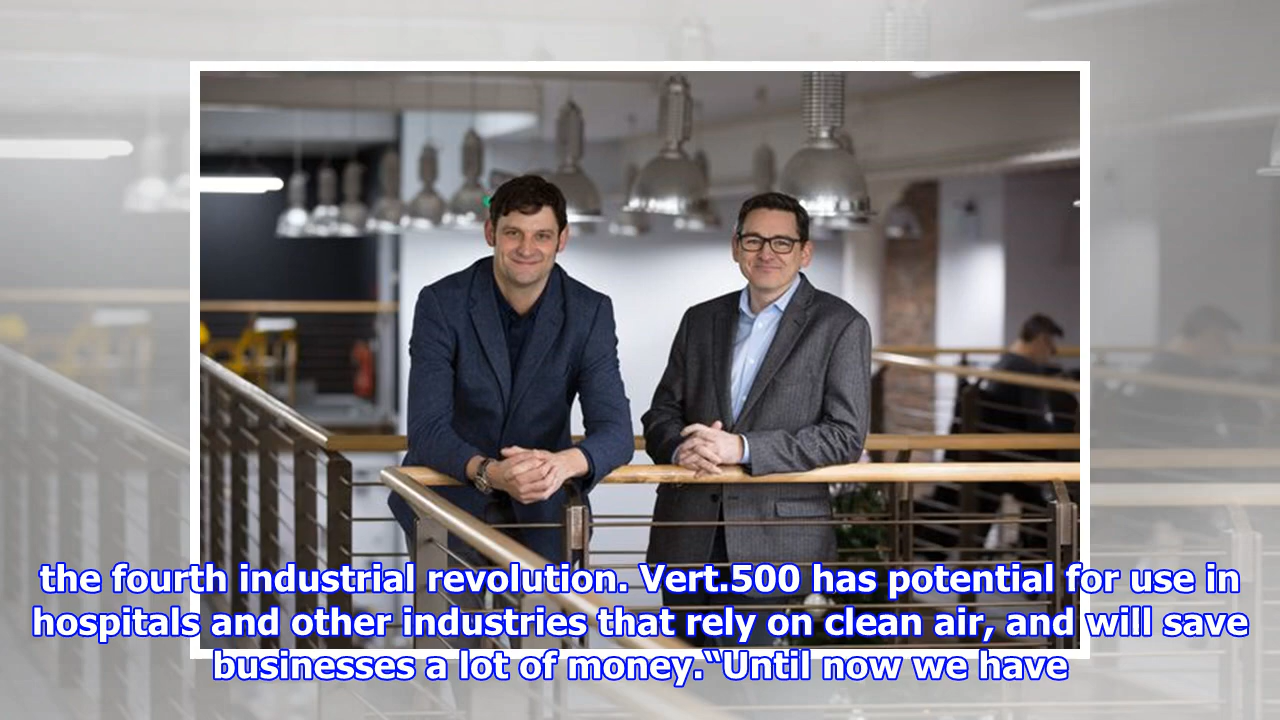 the fourth industrial revolution. Vert.500 has potential for use in
hospitals and other industries that rely on clean air, and will save
businesses a lot of money.“Until now we have